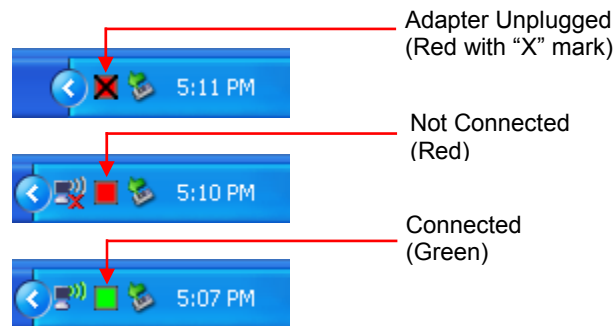 Adapter Unplugged
(Red with “X” mark)
5:11 PM
Not Connected
(Red)
5:10 PM
Connected
(Green)
5:07 PM